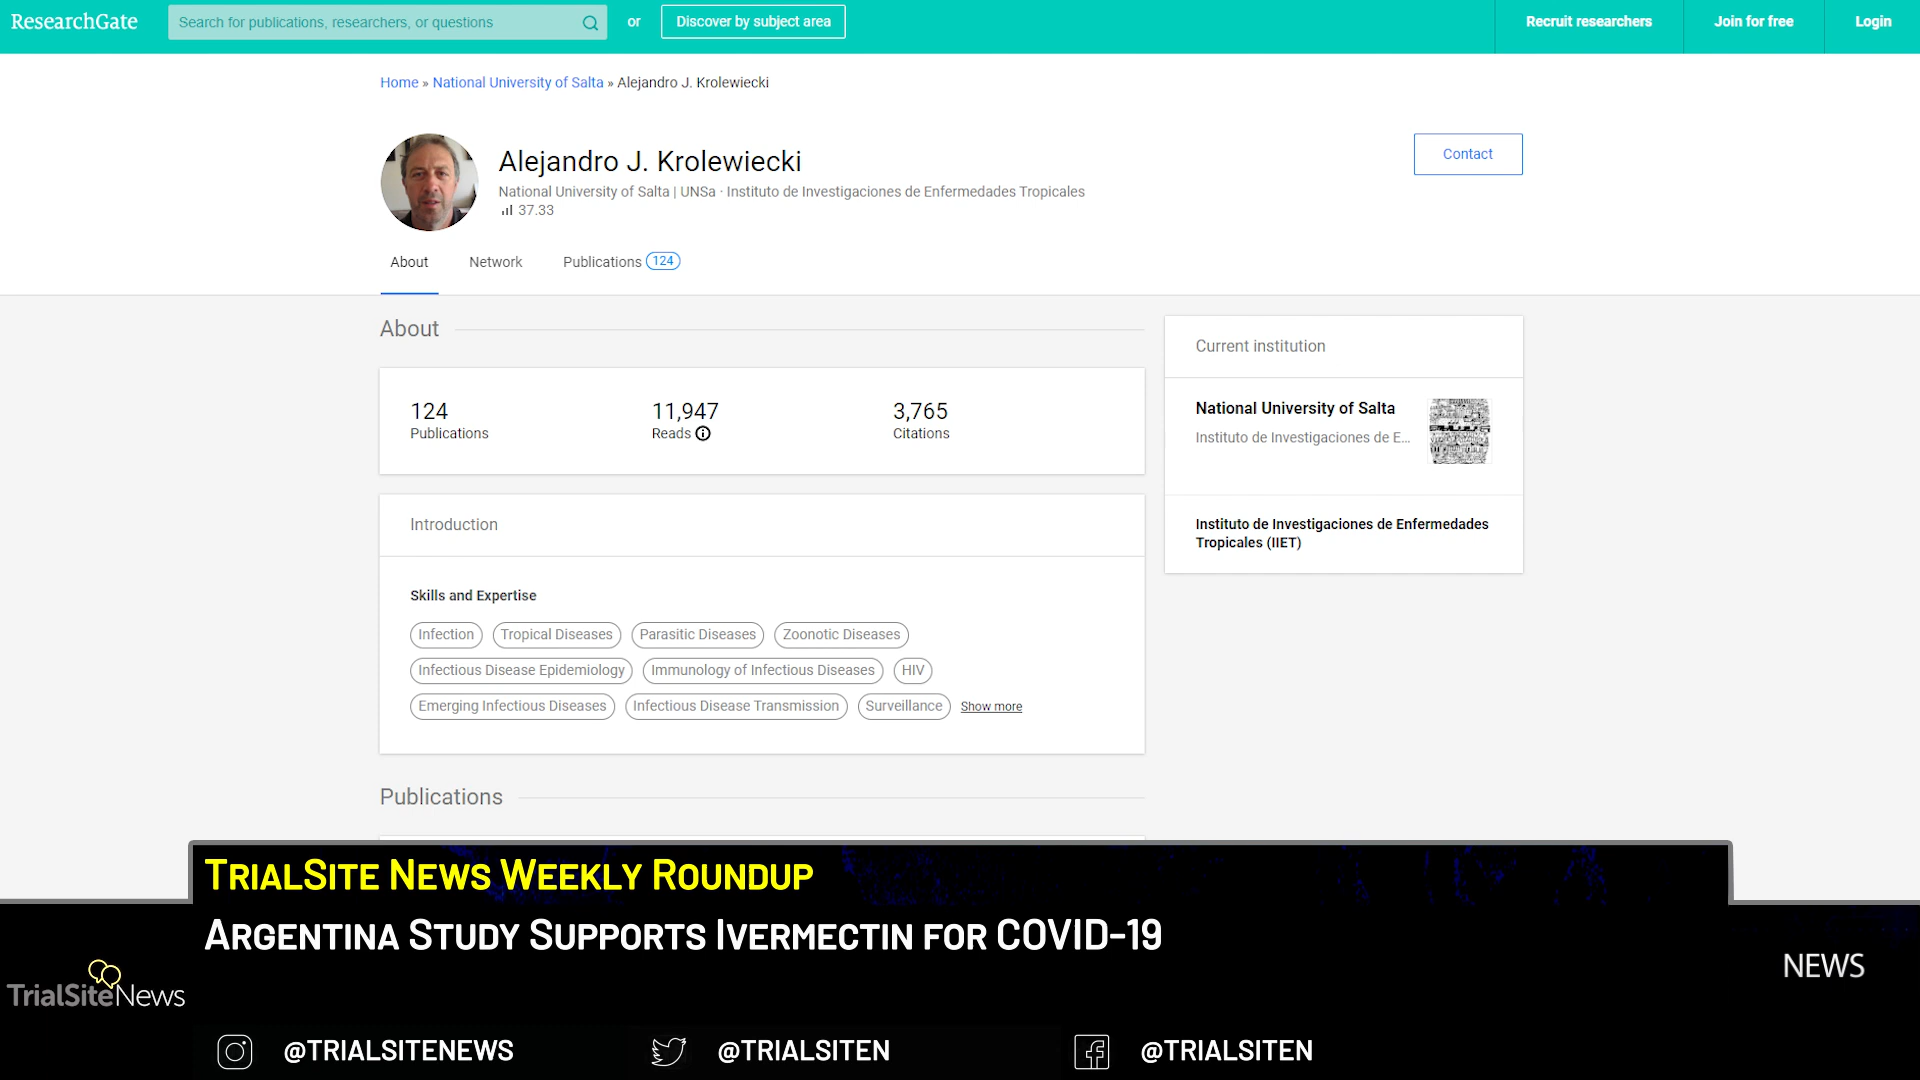 ResearchGate
Search for publications, researchers, or questions
or
Discover by subject area
Recruit researchers
Join for free
Login
Home » National University of Salta » Alejandro J. Krolewiecki
Alejandro J. Krolewiecki
National University of Salta | UNSa · Instituto de Investigaciones de Enfermedades Tropicales
37.33
Contact
About
Network
Publications 124
About
124
Publications
11,947
Reads
3,765
Citations
Introduction
Skills and Expertise
Infection
Tropical Diseases
Parasitic Diseases
Zoonotic Diseases
Infectious Disease Epidemiology
Immunology of Infectious Diseases
HIV
Emerging Infectious Diseases
Infectious Disease Transmission
Surveillance
Show more
Publications
Current institution
National University of Salta
Instituto de Investigaciones de E...
Instituto de Investigaciones de Enfermedades
Tropicales (IIET)
TrialSite News Weekly Roundup
Argentina Study Supports Ivermectin for COVID-19
TrialSiteNews
NEWS
@TRIALSITENEWS
@TRIALSITEN
@TRIALSITEN